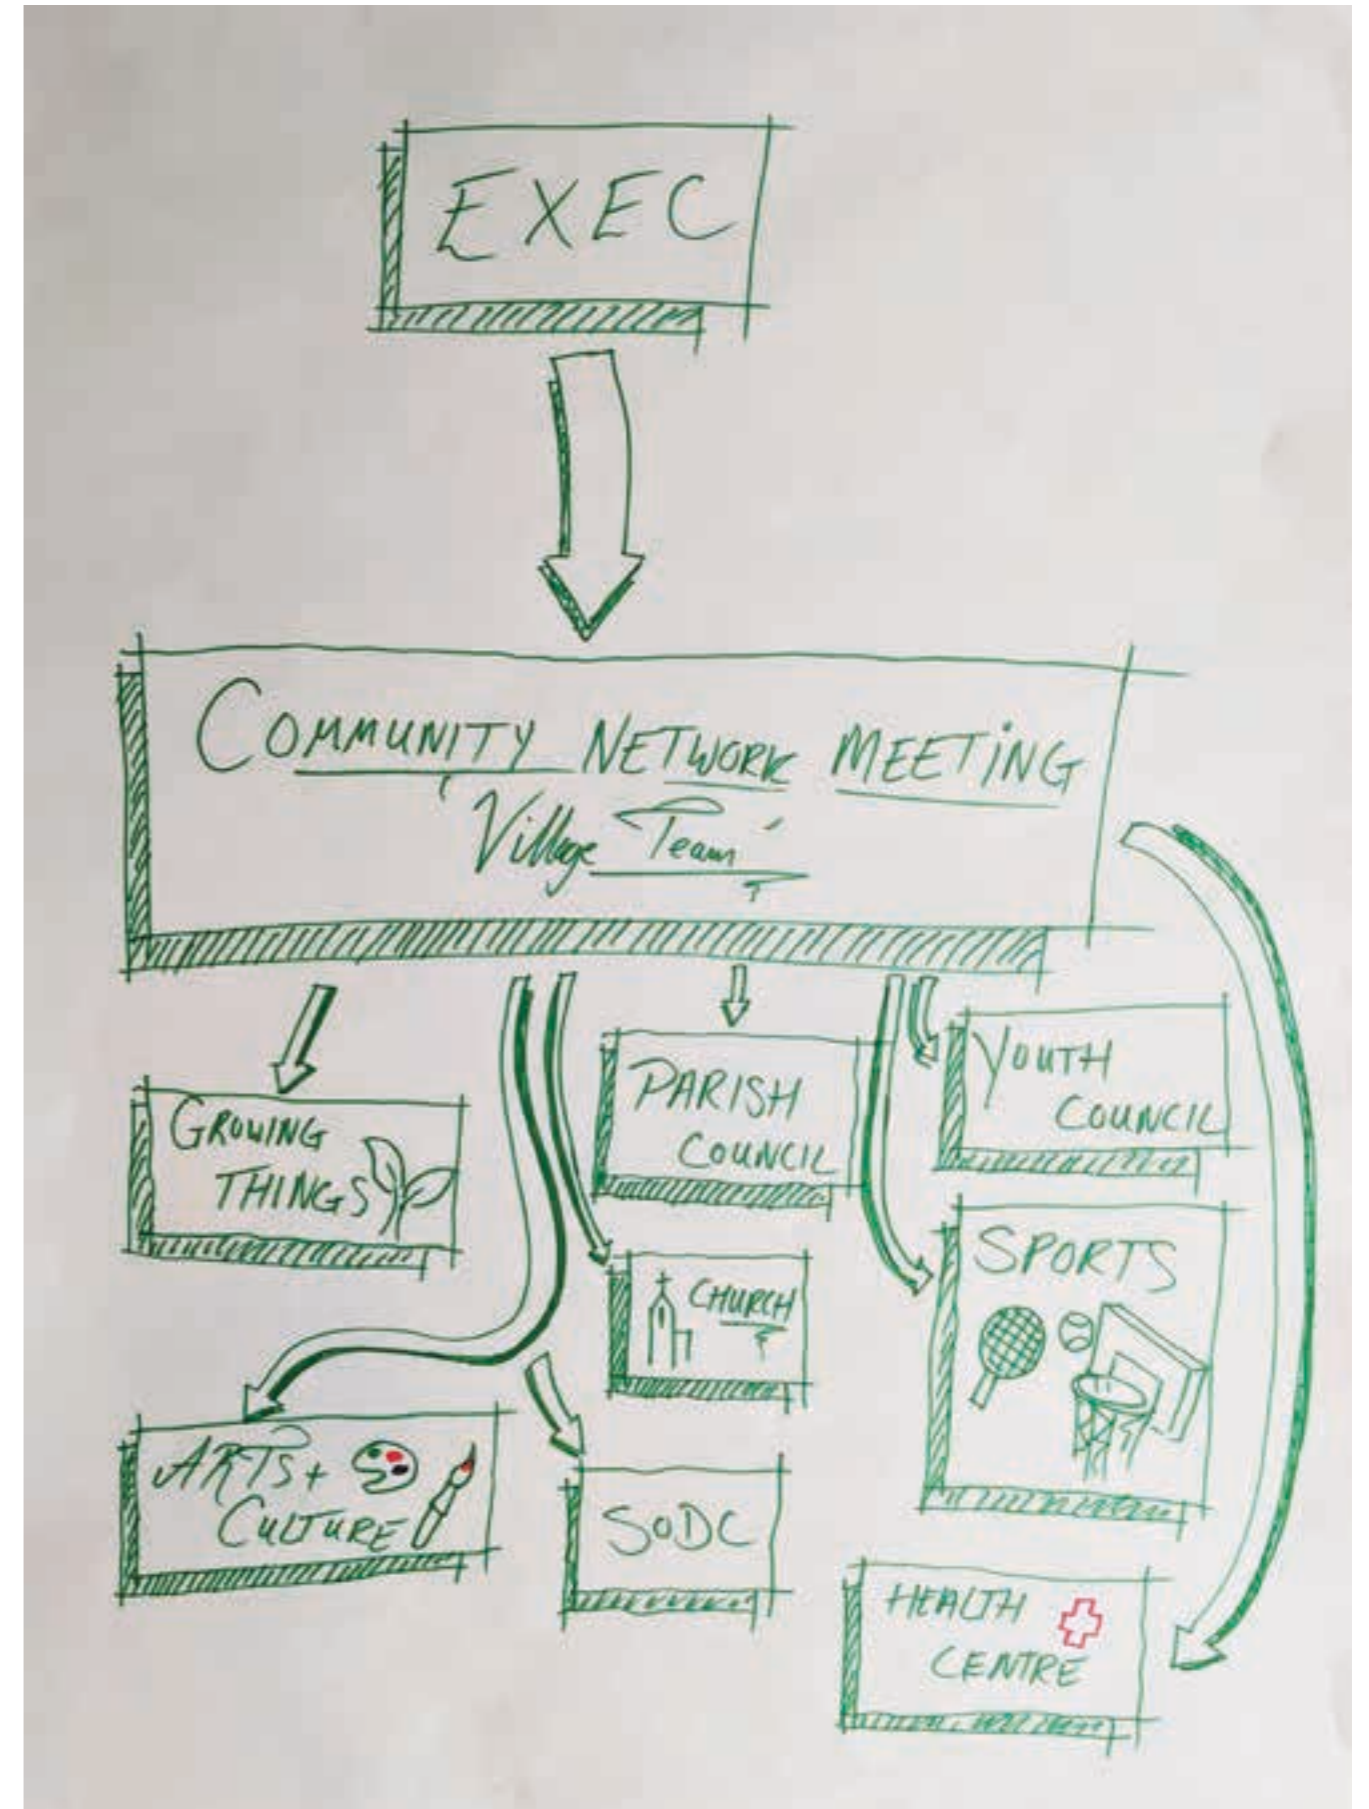 EXEC
COMMUNITY NETWORK MEETING
'Village Team'
GROWING
THINGS
PARISH
COUNCIL
YOUTH
COUNCIL
CHURCH
SPORTS
ARTS +
CULTURE
SODC
HEALTH
CENTRE